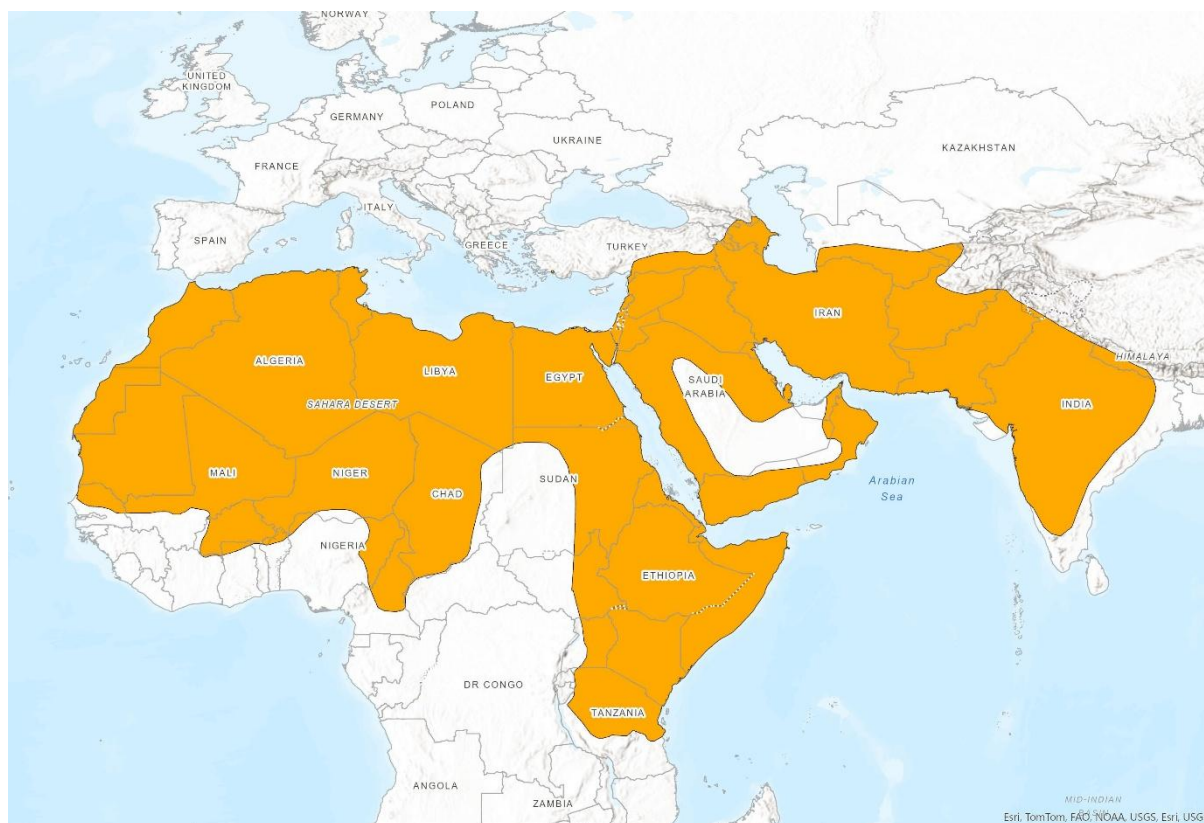 NORWAY
UNITED
KINGDOM
POLAND
GERMANY
UKRAINE
KAZAKHSTAN
FRANCE
ITALY
SPAIN
GREECE
TURKEY
IRAN
HIMALAYA
ALGERIA
LIBYA
EGYPT
SAUDI
ARABIA
SAHARA DESERT
INDIA
MALI
NIGER
SUDAN
CHAD
Arabian
Sea
NIGERIA
ETHIOPIA
DR CONGO
TANZANIA
ANGOLA
ZAMBIA
MID-INDIAN
Esri, TomTom, FAO, NOAA, USGS, Esri, USG